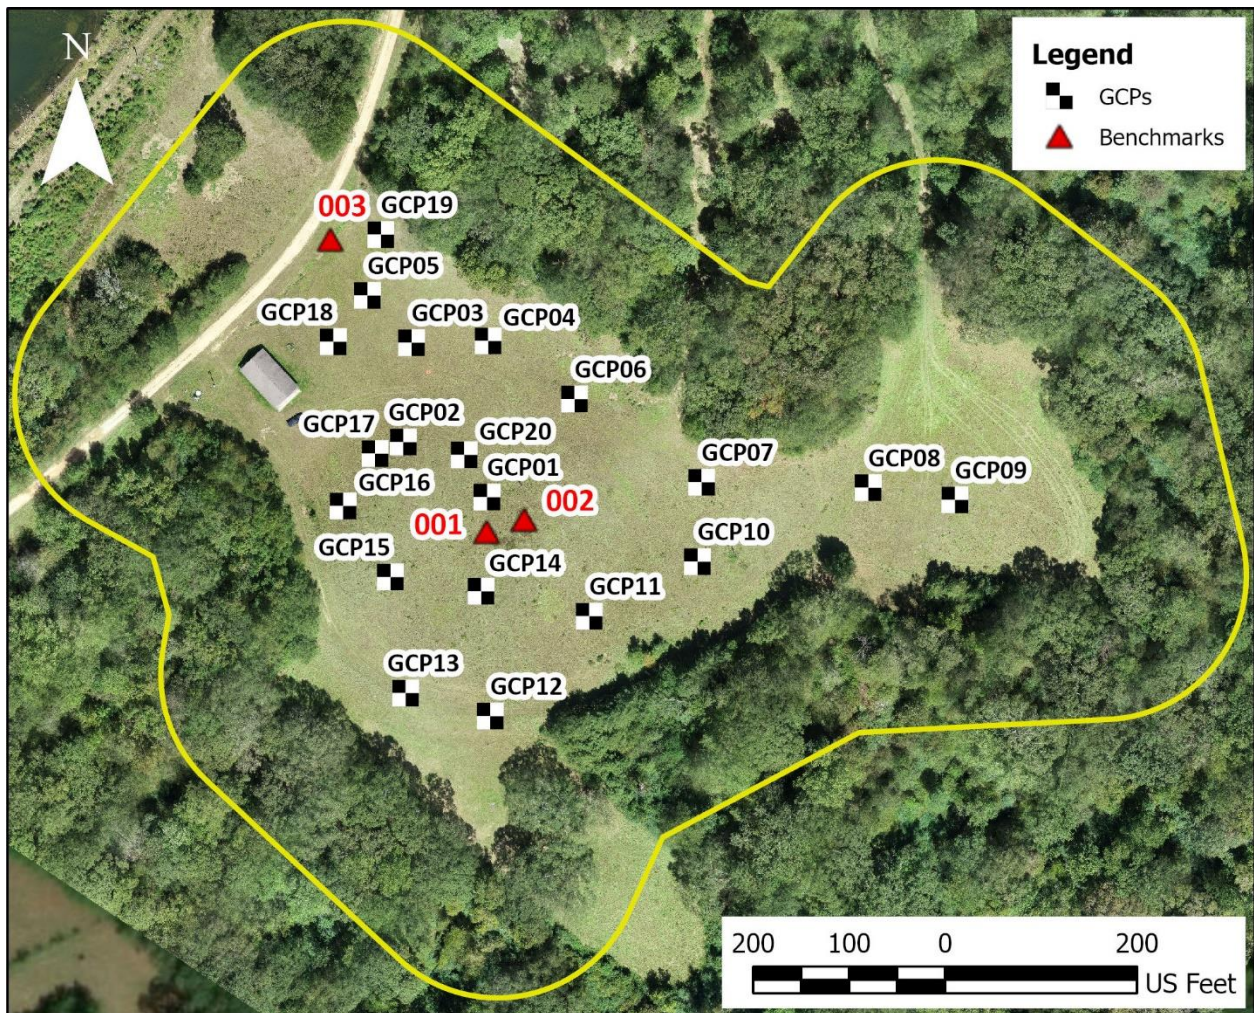 N
Legend
GCPs
Benchmarks
003
GCP19
GCP05
GCP18
GCP03
GCP04
GCP06
GCP17
GCP02
GCP20
GCP07
GCP08
GCP09
GCP16
GCP01
001
002
GCP15
GCP14
GCP10
GCP11
GCP13
GCP12
200 100 0 200
US Feet